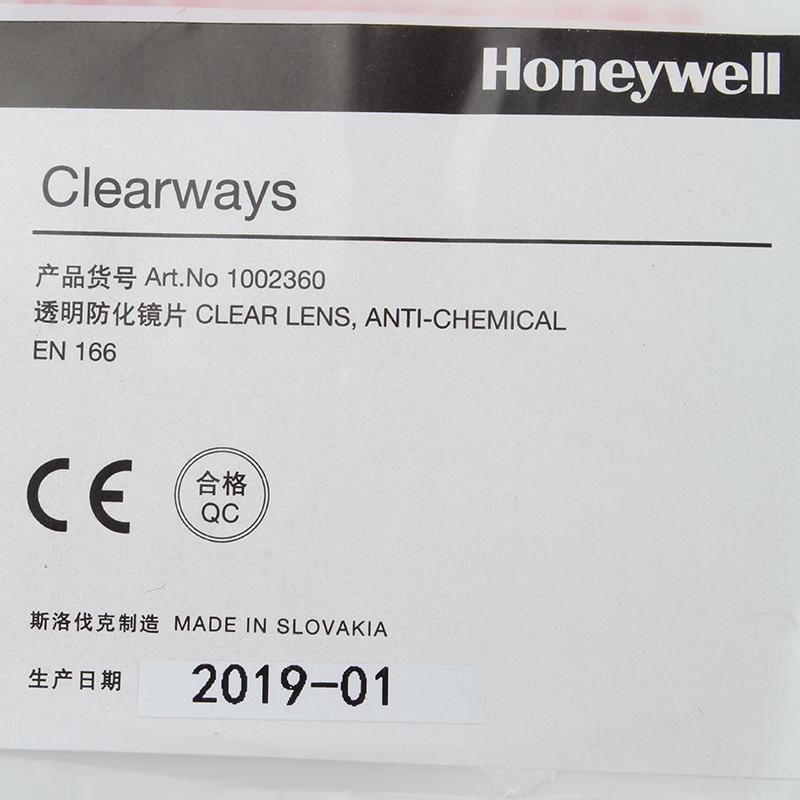 Honeywell
Clearways
产品货号 Art.No 1002360
透明防化镜片 CLEAR LENS, ANTI-CHEMICAL
EN 166
CE
合格
QC
斯洛伐克制造 MADE IN SLOVAKIA
生产日期 2019-01